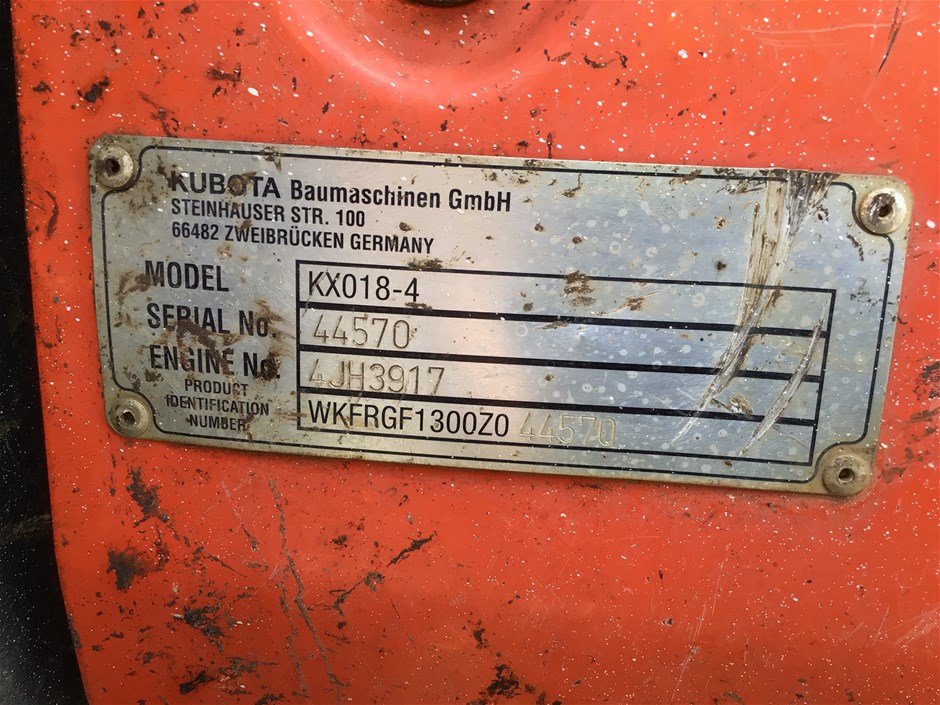 KUBOTA Baumaschinen GmbH
STEINHAUSER STR. 100
66482 ZWEIBRÜCKEN GERMANY
MODEL KX018-4
SERIAL No. 44570
ENGINE No. 4JH3917
PRODUCT
IDENTIFICATION
NUMBER WKFRGF1300Z0 44570